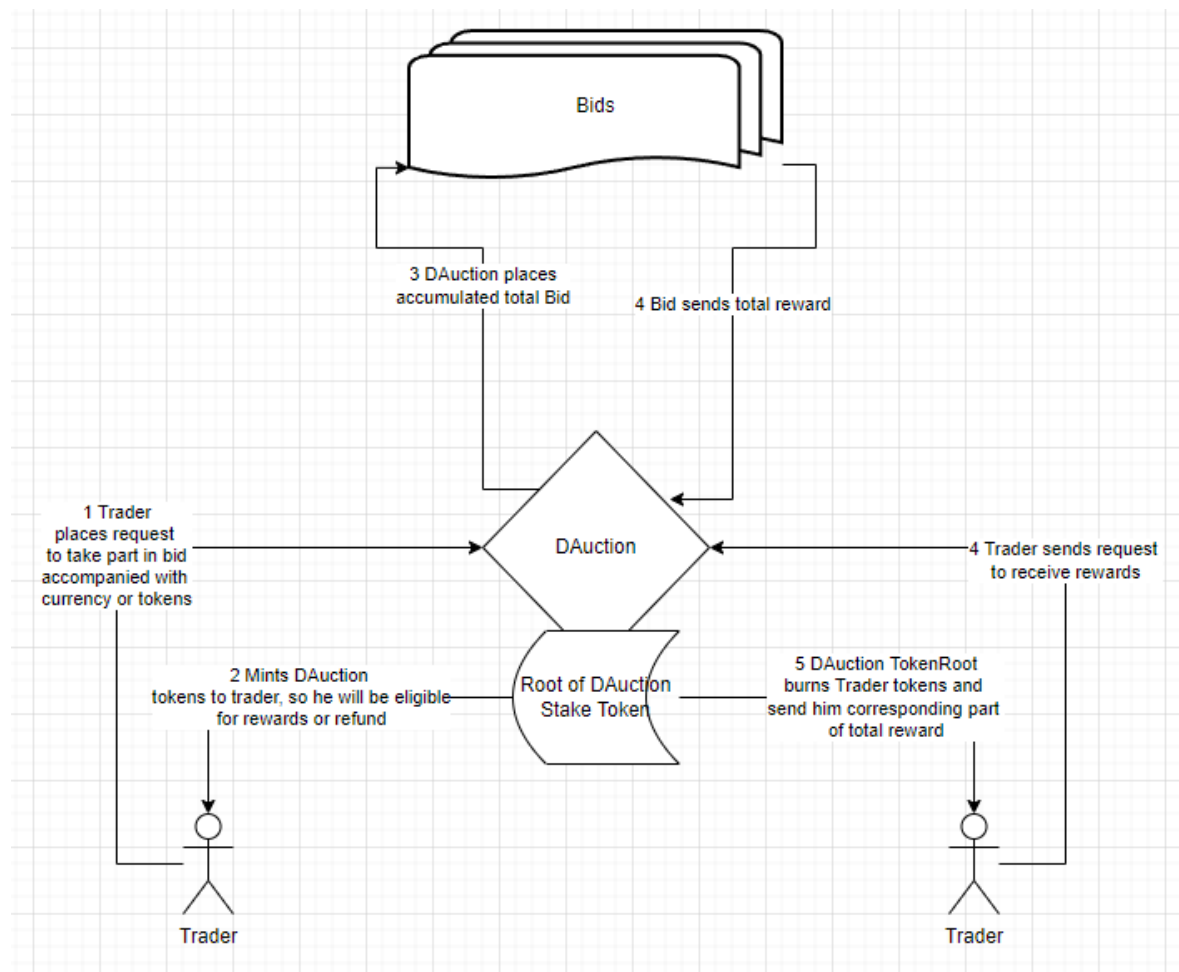 Bids
3 DAuction places
accumulated total Bid
4 Bid sends total reward
1 Trader
places request
to take part in bid
accompanied with
currency or tokens
DAuction
4 Trader sends request
to receive rewards
2 Mints DAuction
tokens to trader, so he will be eligible
for rewards or refund
Root of DAuction
Stake Token
5 DAuction TokenRoot
burns Trader tokens and
send him corresponding part
of total reward
Trader
Trader